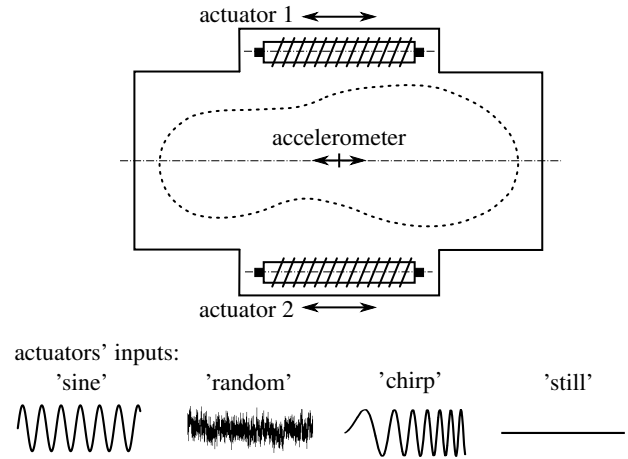 actuator 1
accelerometer
actuator 2
actuators' inputs:
'sine' 'random' 'chirp' 'still'